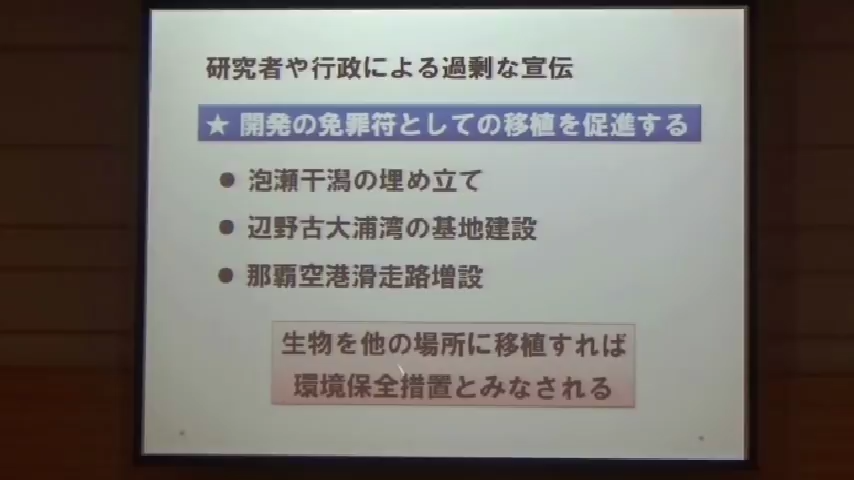 研究者や行政による過剰な宣伝
★ 開発の免罪符としての移植を促進する
● 泡瀬干潟の埋め立て
● 辺野古大浦湾の基地建設
● 那覇空港滑走路増設
生物を他の場所に移植すれば
環境保全措置とみなされる